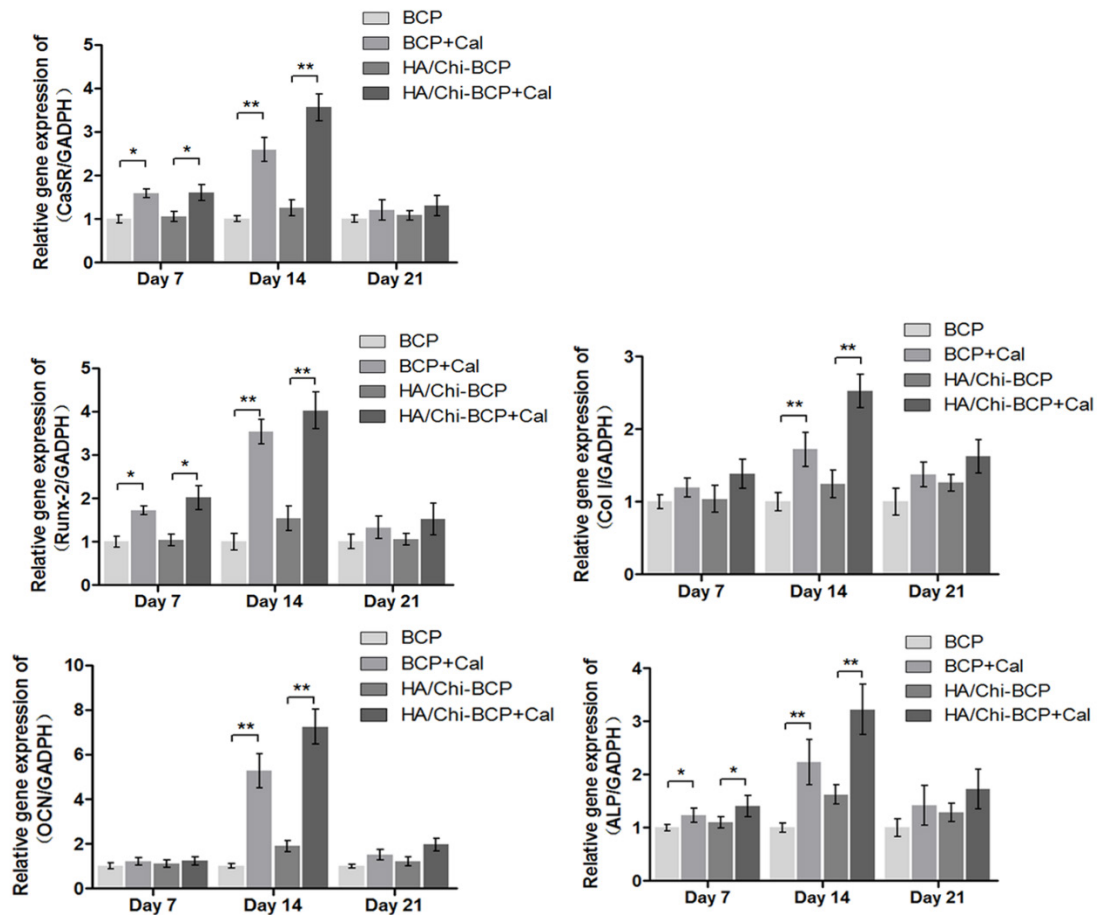 BCP
BCP+Cal
HA/Chi-BCP
HA/Chi-BCP+Cal
Relative gene expression of
(CaSR/GADPH)
5
4
3
2
1
0
* * ** **
Day 7 Day 14 Day 21
BCP
BCP+Cal
HA/Chi-BCP
HA/Chi-BCP+Cal
Relative gene expression of
(Runx-2/GADPH)
5
4
3
2
1
0
* * ** **
Day 7 Day 14 Day 21
BCP
BCP+Cal
HA/Chi-BCP
HA/Chi-BCP+Cal
Relative gene expression of
(Col I/GADPH)
3
2
1
0
** **
Day 7 Day 14 Day 21
BCP
BCP+Cal
HA/Chi-BCP
HA/Chi-BCP+Cal
Relative gene expression of
(OCN/GADPH)
10
8
6
4
2
0
** **
Day 7 Day 14 Day 21
BCP
BCP+Cal
HA/Chi-BCP
HA/Chi-BCP+Cal
Relative gene expression of
(ALP/GADPH)
4
3
2
1
0
* * ** **
Day 7 Day 14 Day 21